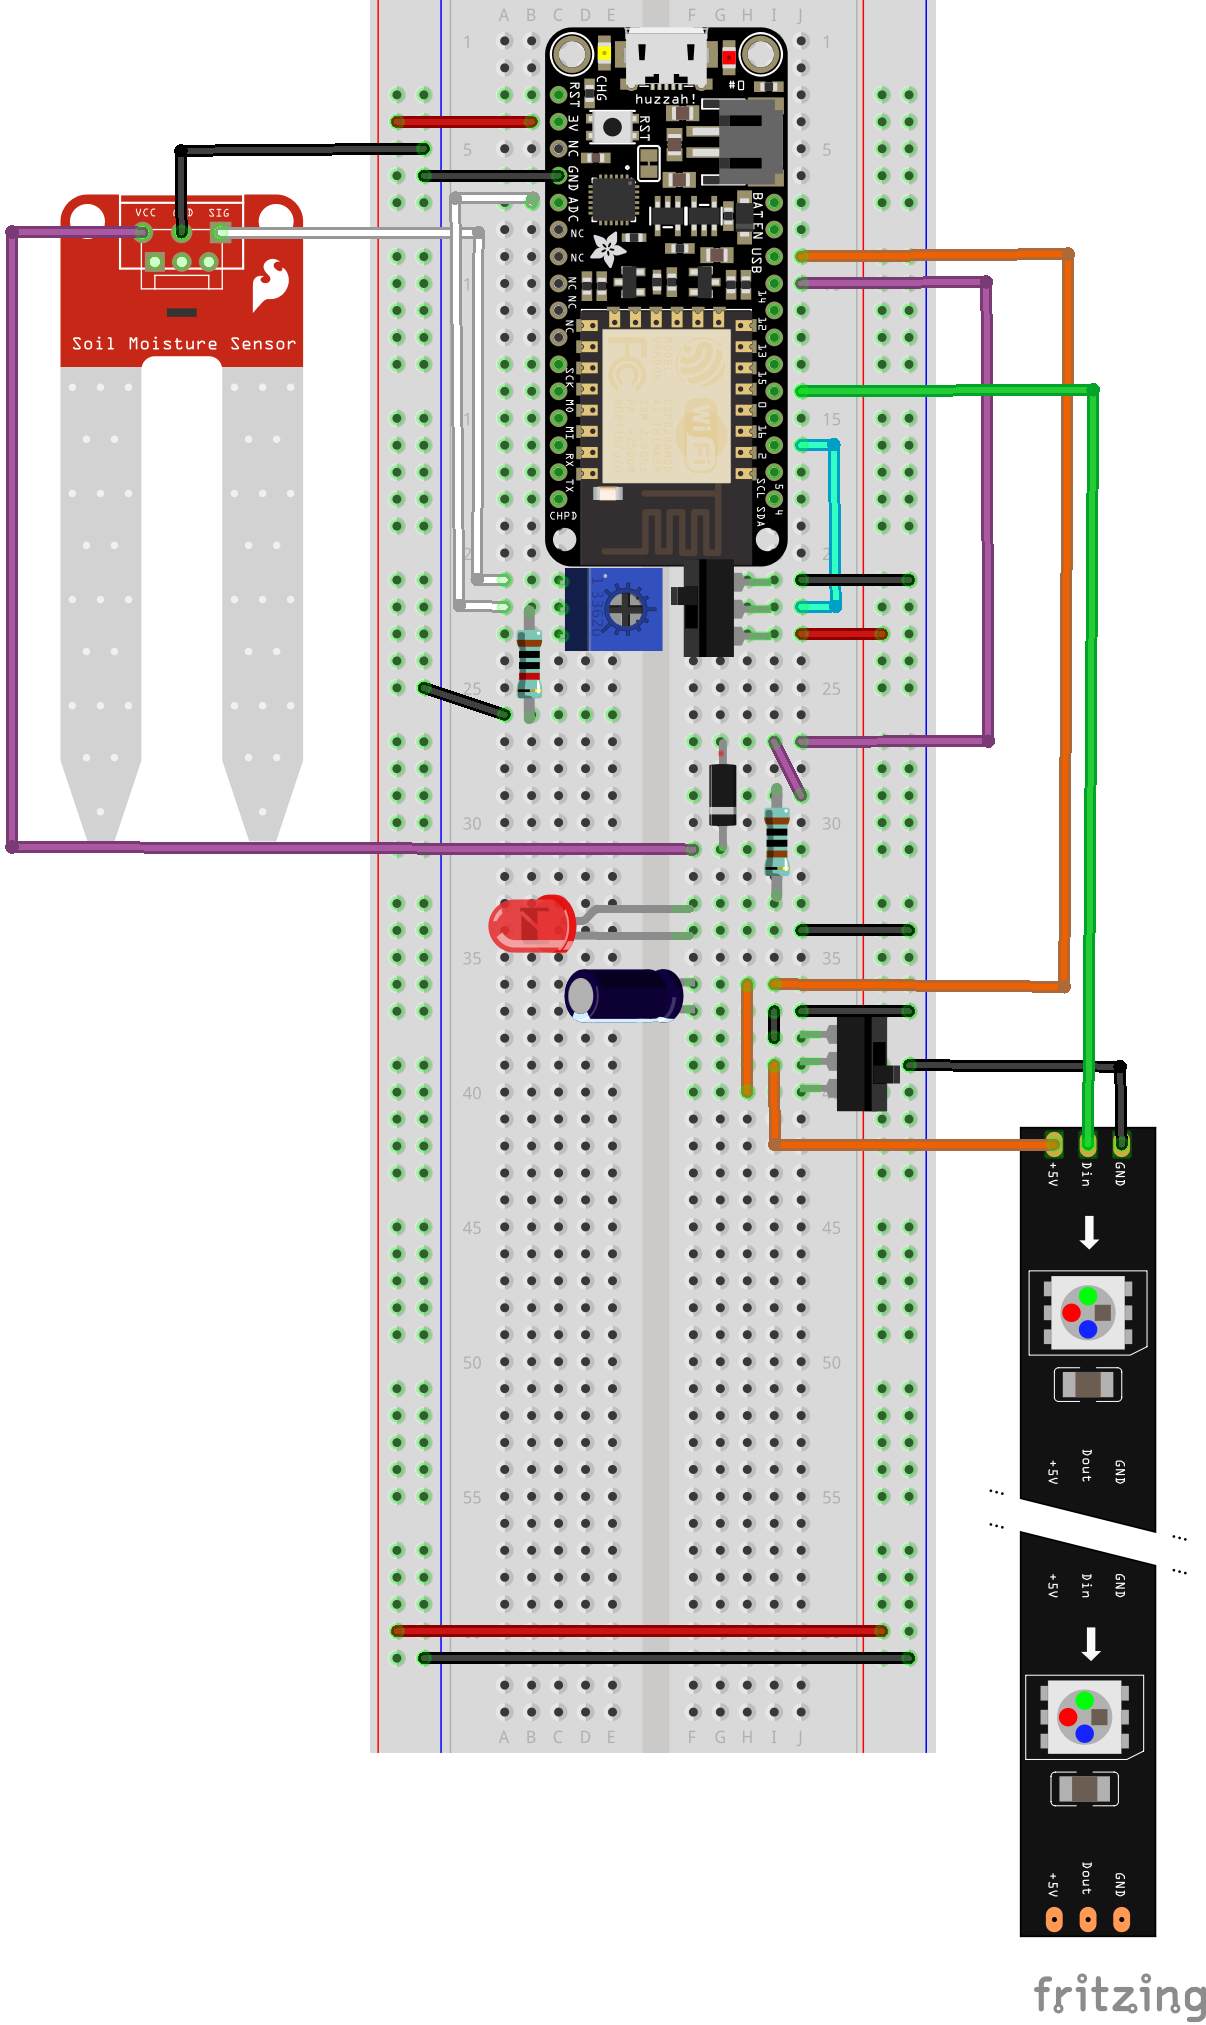 A B C D E F G H I J
1 1
CHG
#0
huzzah!
RST
RST
3V
NC
GND
ADC
NC
NC
NC
NC
NC
SCK
MO
MI
RX
TX
CHPD
BAT
EN
USB
14
12
13
15
0
16
2
5
SCL
4
SDA
5 5
VCC
SIG
Soil Moisture Sensor
FC
WiFi
15
25 25
30 30
35 35
40
45 45
50 50
55 55
A B C D E F G H I J
+5V Din GND
+5V Dout GND
... ...
... ...
+5V Din GND
+5V Dout GND
fritzing